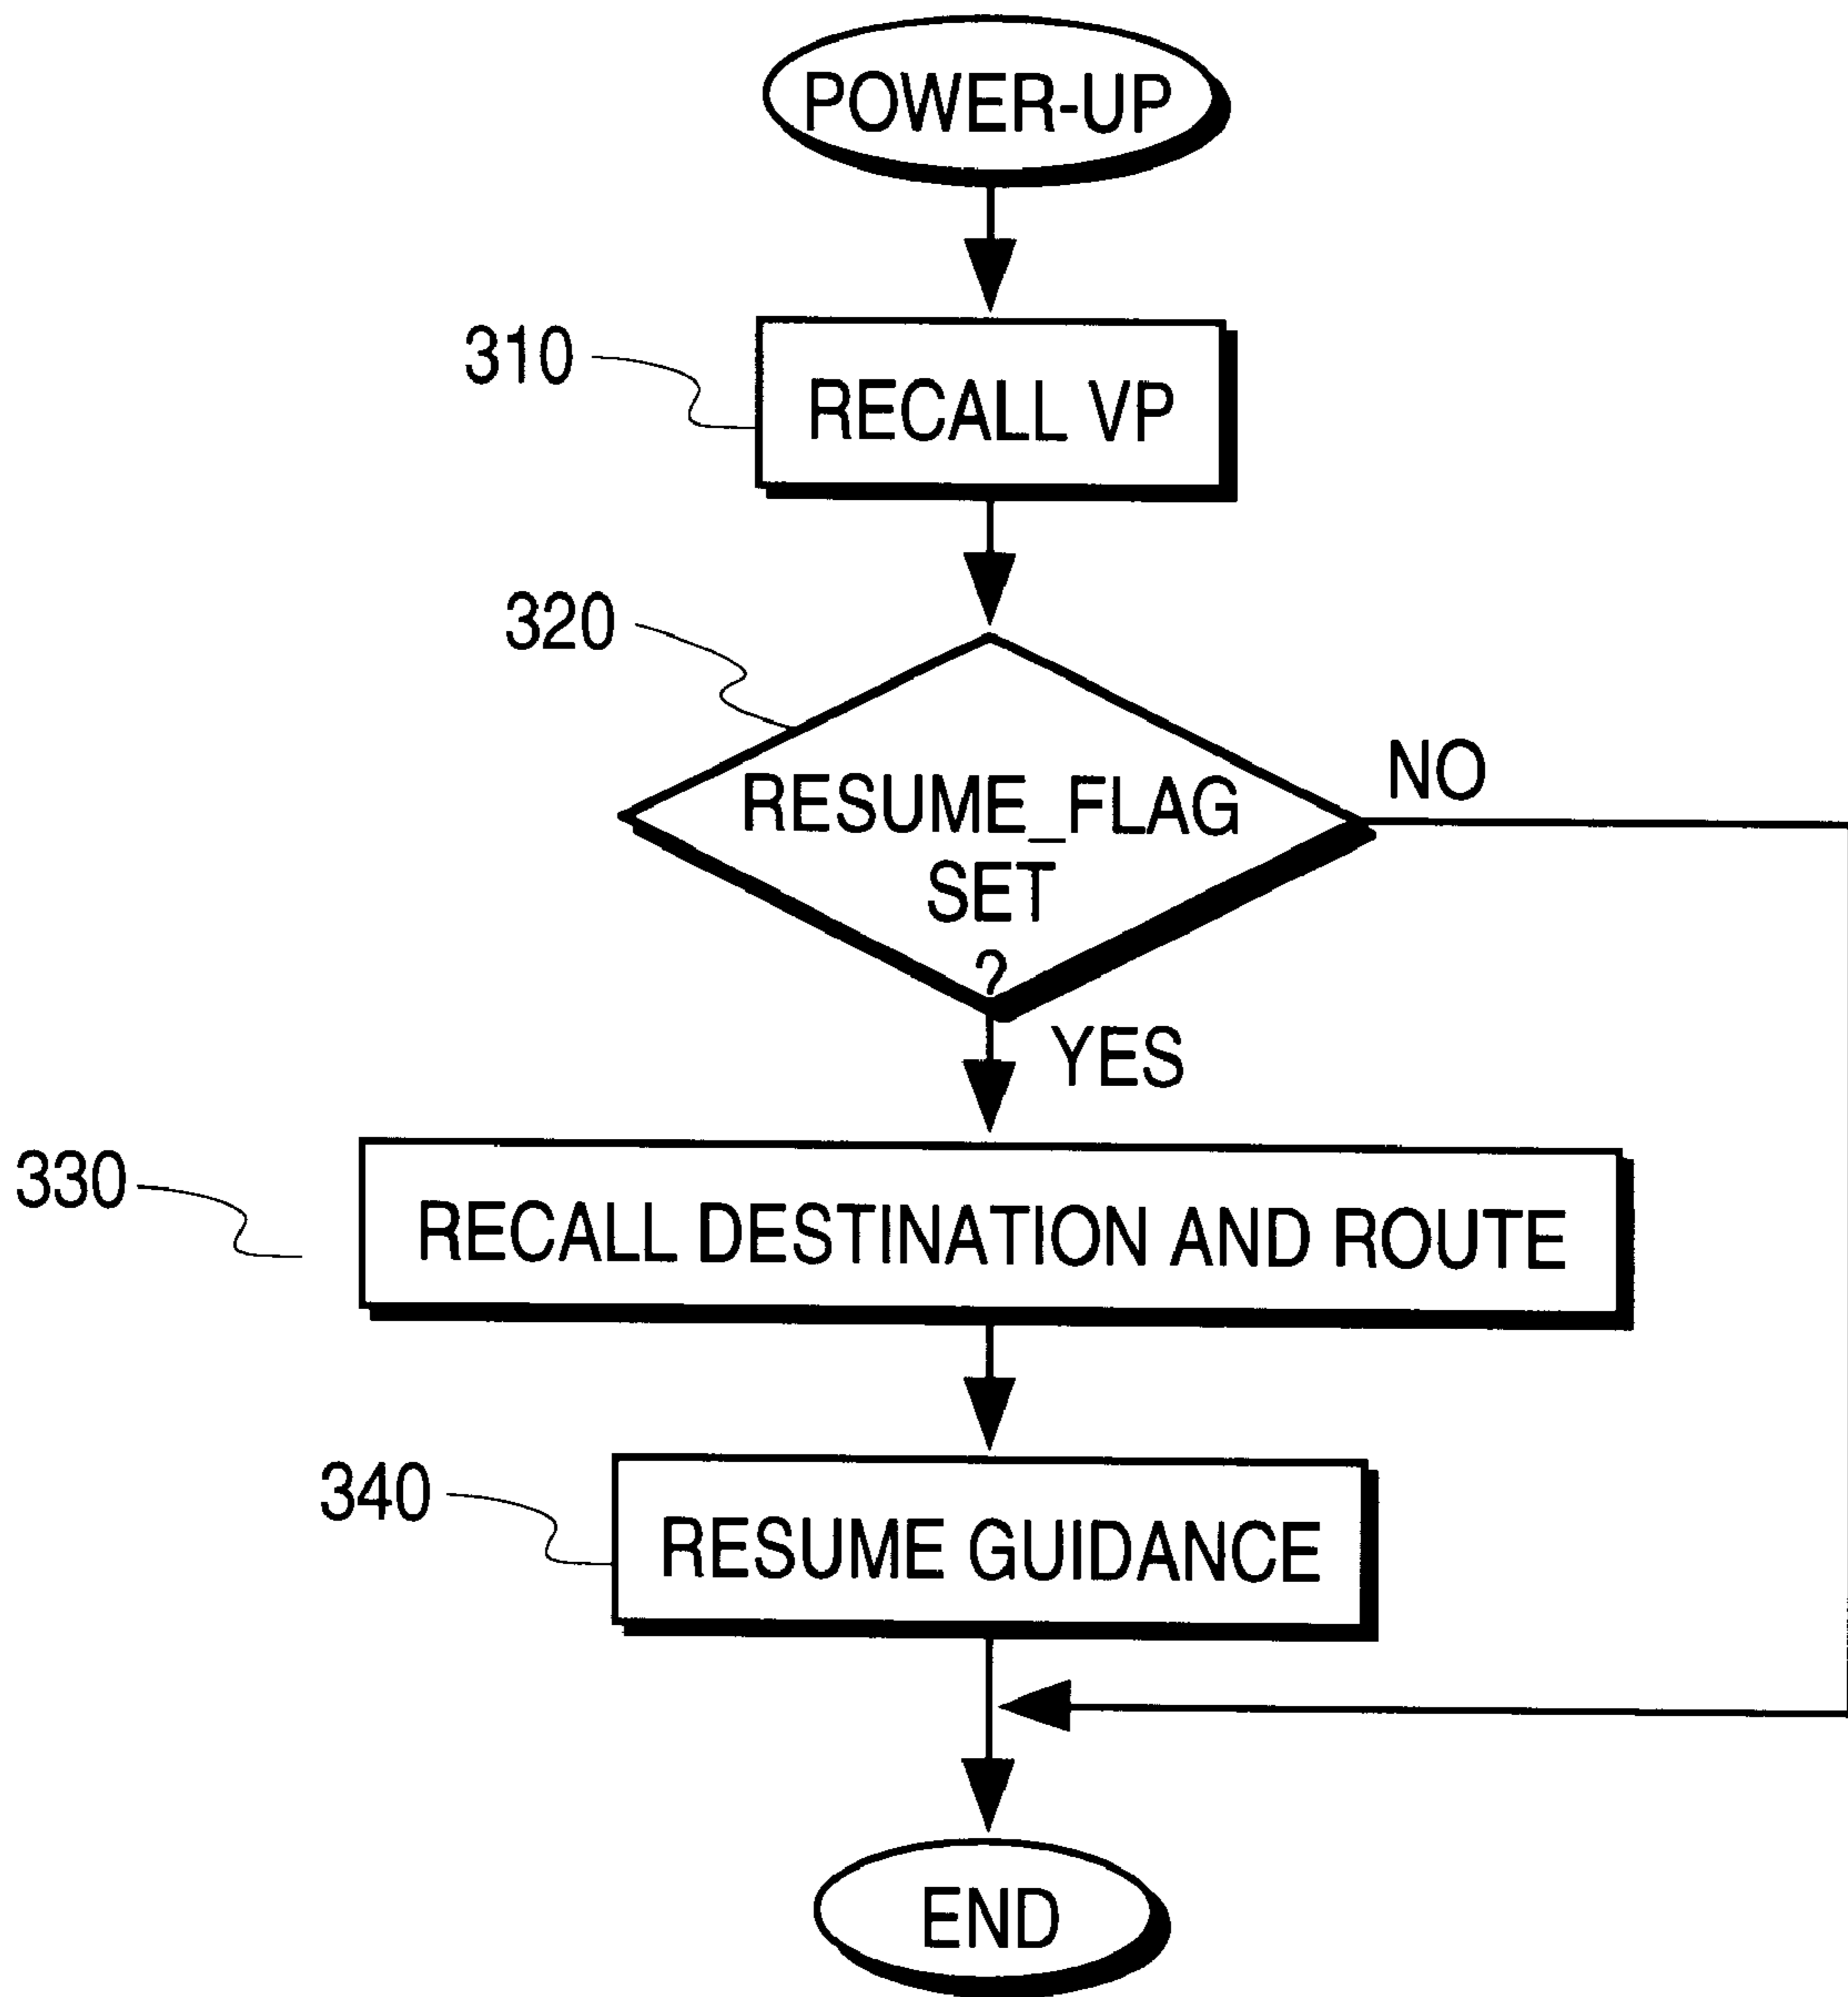 POWER-UP
310
RECALL VP
320
RESUME_FLAG
SET
?
NO
YES
330
RECALL DESTINATION AND ROUTE
340
RESUME GUIDANCE
END